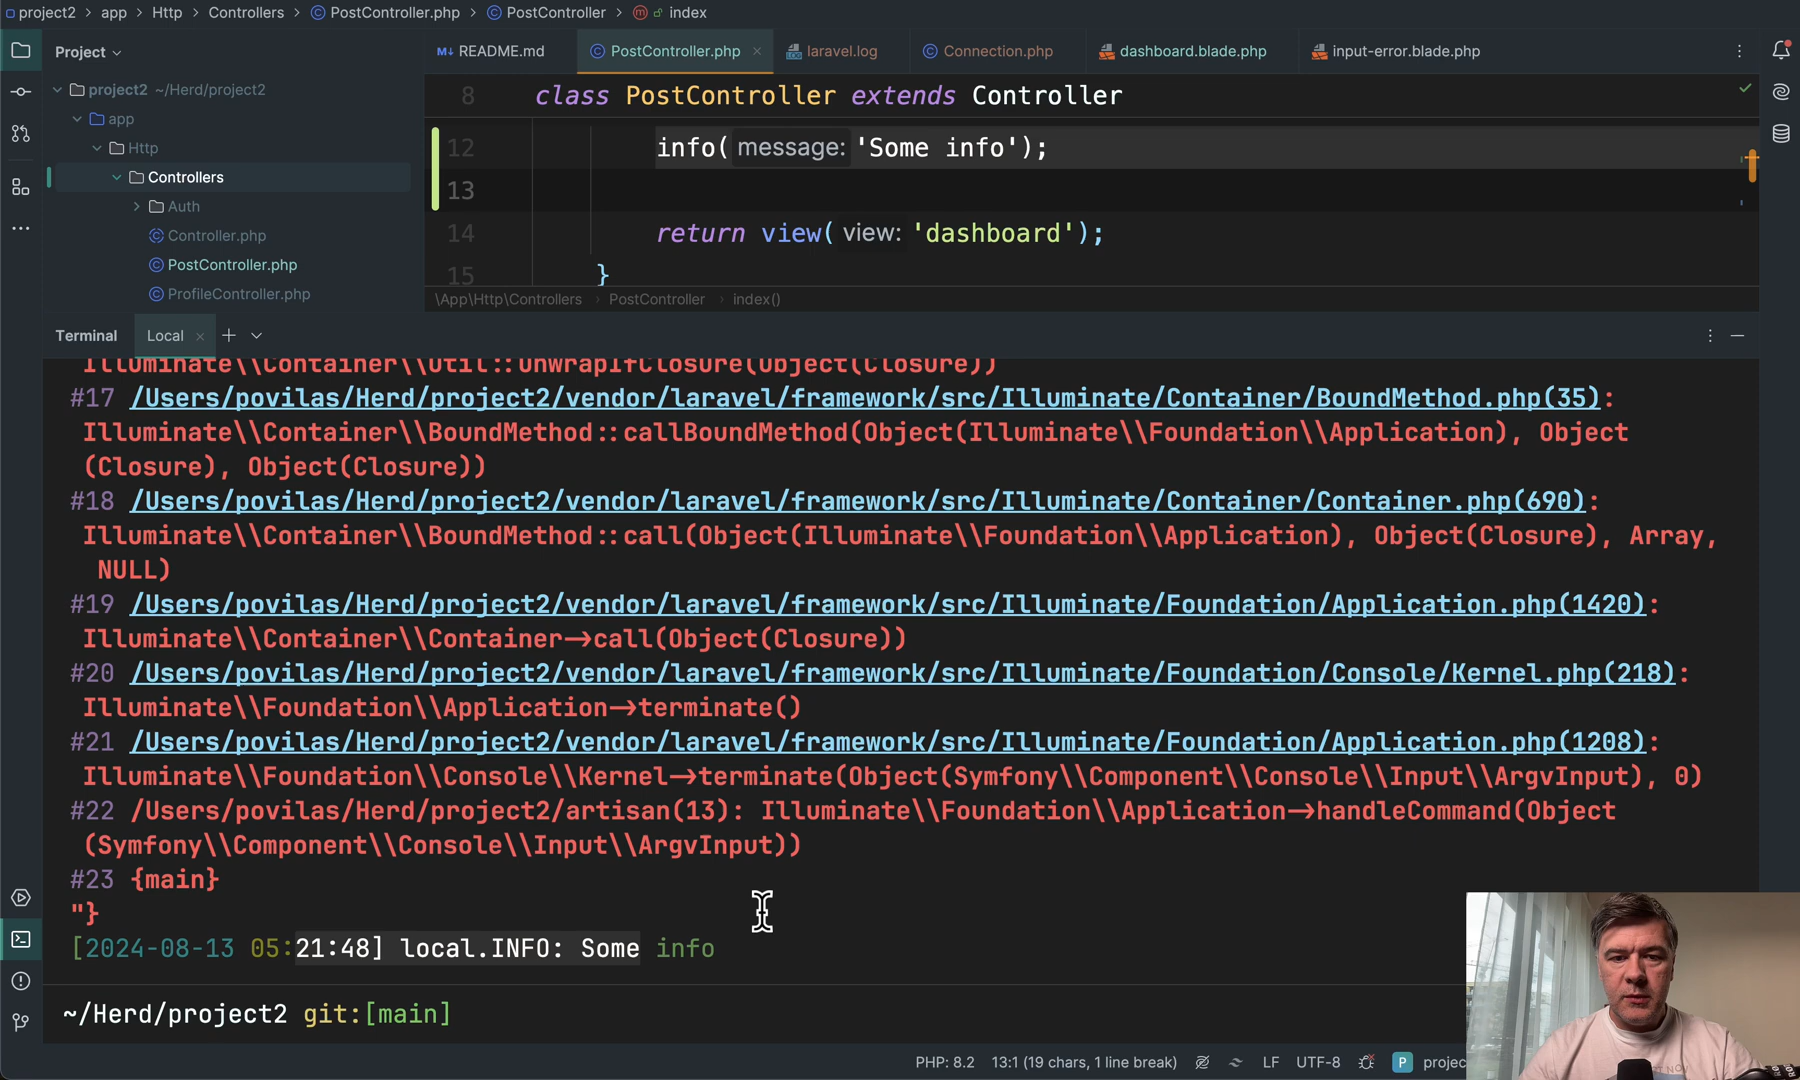 project2 > app > Http > Controllers > PostController.php > PostController > index
Project
README.md
PostController.php
laravel.log
Connection.php
dashboard.blade.php
input-error.blade.php
project2 ~/Herd/project2
app
Http
Controllers
Auth
Controller.php
PostController.php
ProfileController.php
8 class PostController extends Controller
12 info( message: 'Some info');
13
14 return view( view: 'dashboard');
15 }
\App\Http\Controllers > PostController > index()
Terminal
Local
Illuminate\\Container\\Util::unwrapIfClosure(Object(Closure))
#17 /Users/povilas/Herd/project2/vendor/laravel/framework/src/Illuminate/Container/BoundMethod.php(35):
Illuminate\\Container\\BoundMethod::callBoundMethod(Object(Illuminate\\Foundation\\Application), Object
(Closure), Object(Closure))
#18 /Users/povilas/Herd/project2/vendor/laravel/framework/src/Illuminate/Container/Container.php(690):
Illuminate\\Container\\BoundMethod::call(Object(Illuminate\\Foundation\\Application), Object(Closure), Array,
NULL)
#19 /Users/povilas/Herd/project2/vendor/laravel/framework/src/Illuminate/Foundation/Application.php(1420):
Illuminate\\Container\\Container->call(Object(Closure))
#20 /Users/povilas/Herd/project2/vendor/laravel/framework/src/Illuminate/Foundation/Console/Kernel.php(218):
Illuminate\\Foundation\\Application->terminate()
#21 /Users/povilas/Herd/project2/vendor/laravel/framework/src/Illuminate/Foundation/Application.php(1208):
Illuminate\\Foundation\\Console\\Kernel->terminate(Object(Symfony\\Component\\Console\\Input\\ArgvInput), 0)
#22 /Users/povilas/Herd/project2/artisan(13): Illuminate\\Foundation\\Application->handleCommand(Object
(Symfony\\Component\\Console\\Input\\ArgvInput))
#23 {main}
"}
[2024-08-13 05:21:48] local.INFO: Some info
~/Herd/project2 git:[main]
PHP: 8.2
13:1 (19 chars, 1 line break)
LF
UTF-8
P
projec